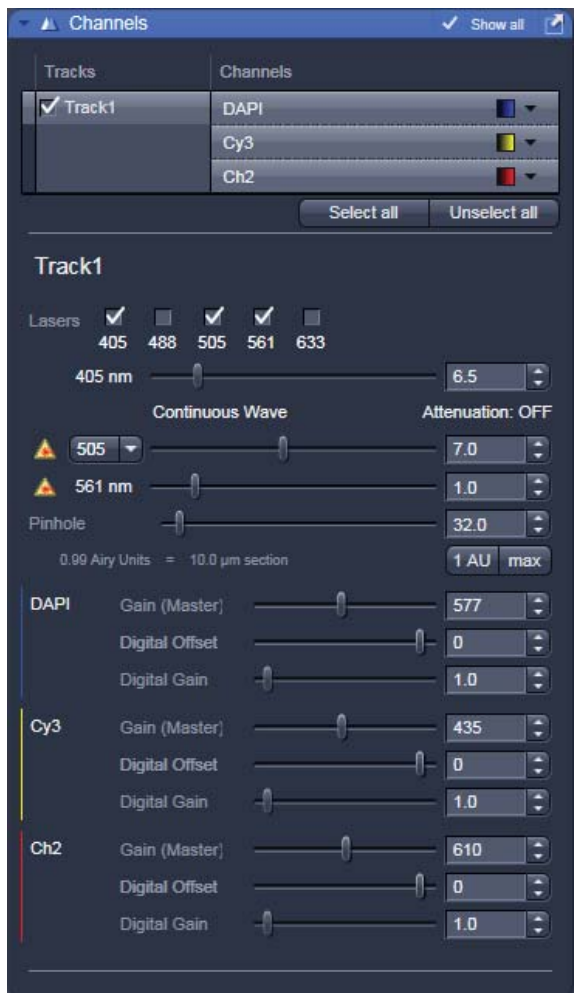 Channels Show all
Tracks Channels
Track1 DAPI
Cy3
Ch2
Select all Unselect all
Track1
Lasers
405 488 505 561 633
405 nm 6.5
Continuous Wave Attenuation: OFF
505 7.0
561 nm 1.0
Pinhole 32.0
0.99 Airy Units = 10.0 µm section 1 AU max
DAPI Gain (Master) 577
Digital Offset 0
Digital Gain 1.0
Cy3 Gain (Master) 435
Digital Offset 0
Digital Gain 1.0
Ch2 Gain (Master) 610
Digital Offset 0
Digital Gain 1.0